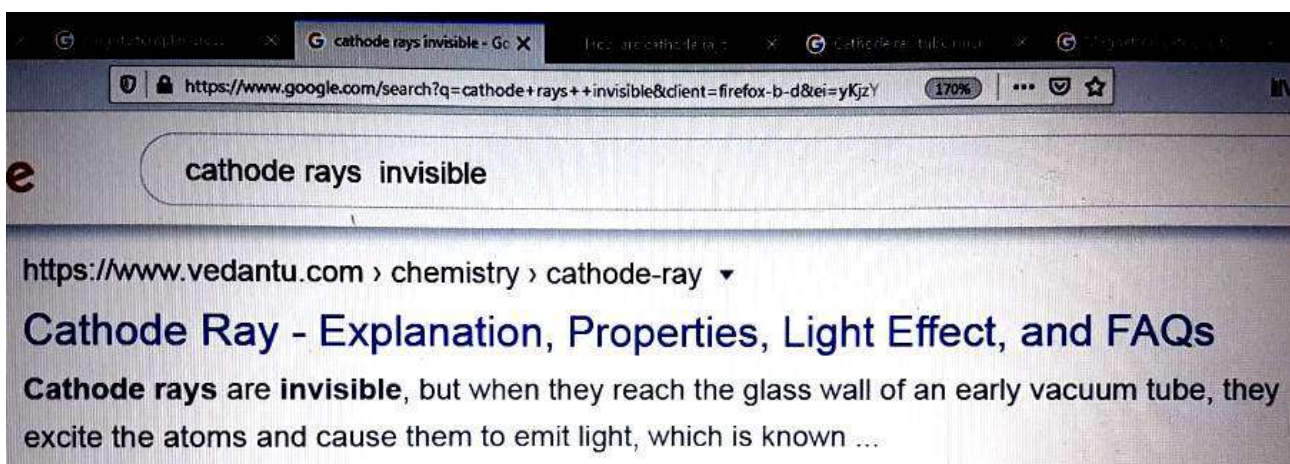 cathode rays invisible - Go
https://www.google.com/search?q=cathode+rays++invisible&client=firefox-b-d&ei=yKjzY 170%
e cathode rays invisible
https://www.vedantu.com › chemistry › cathode-ray
Cathode Ray - Explanation, Properties, Light Effect, and FAQs
Cathode rays are invisible, but when they reach the glass wall of an early vacuum tube, they
excite the atoms and cause them to emit light, which is known ...